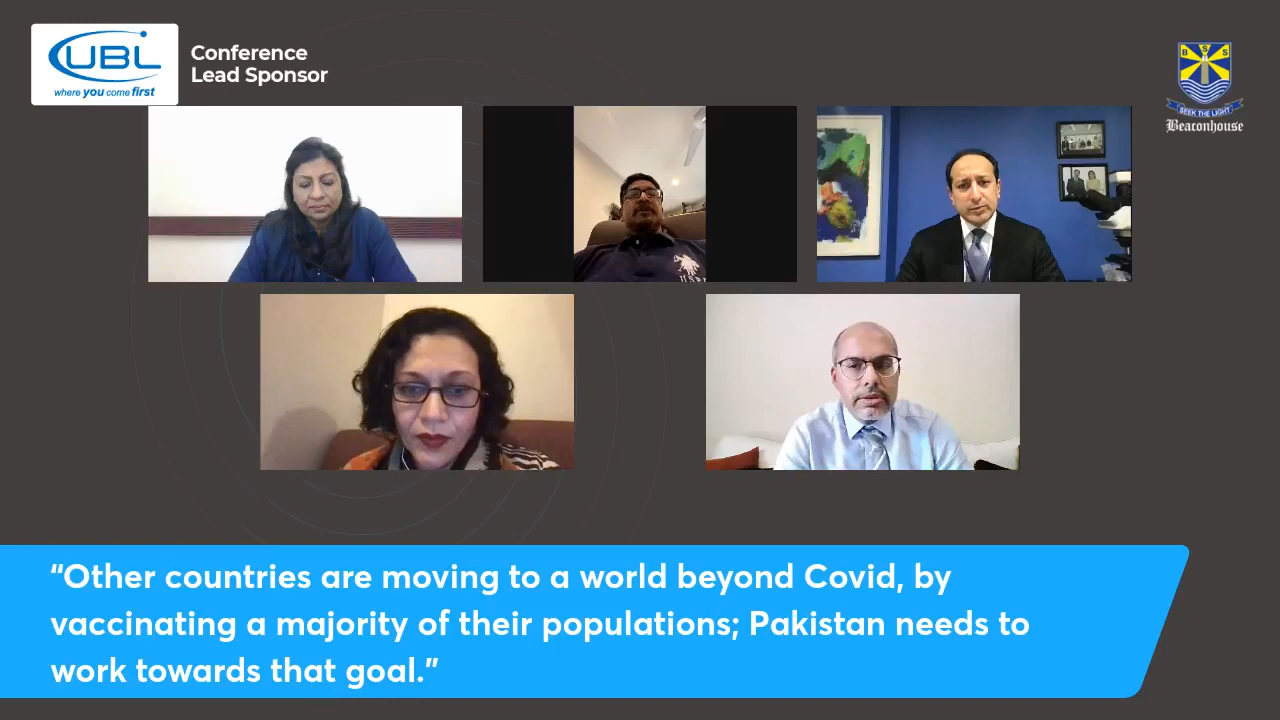 UBL
where you come first
Conference
Lead Sponsor
B S S
SEEK THE LIGHT
Beaconhouse
“Other countries are moving to a world beyond Covid, by
vaccinating a majority of their populations; Pakistan needs to
work towards that goal.”